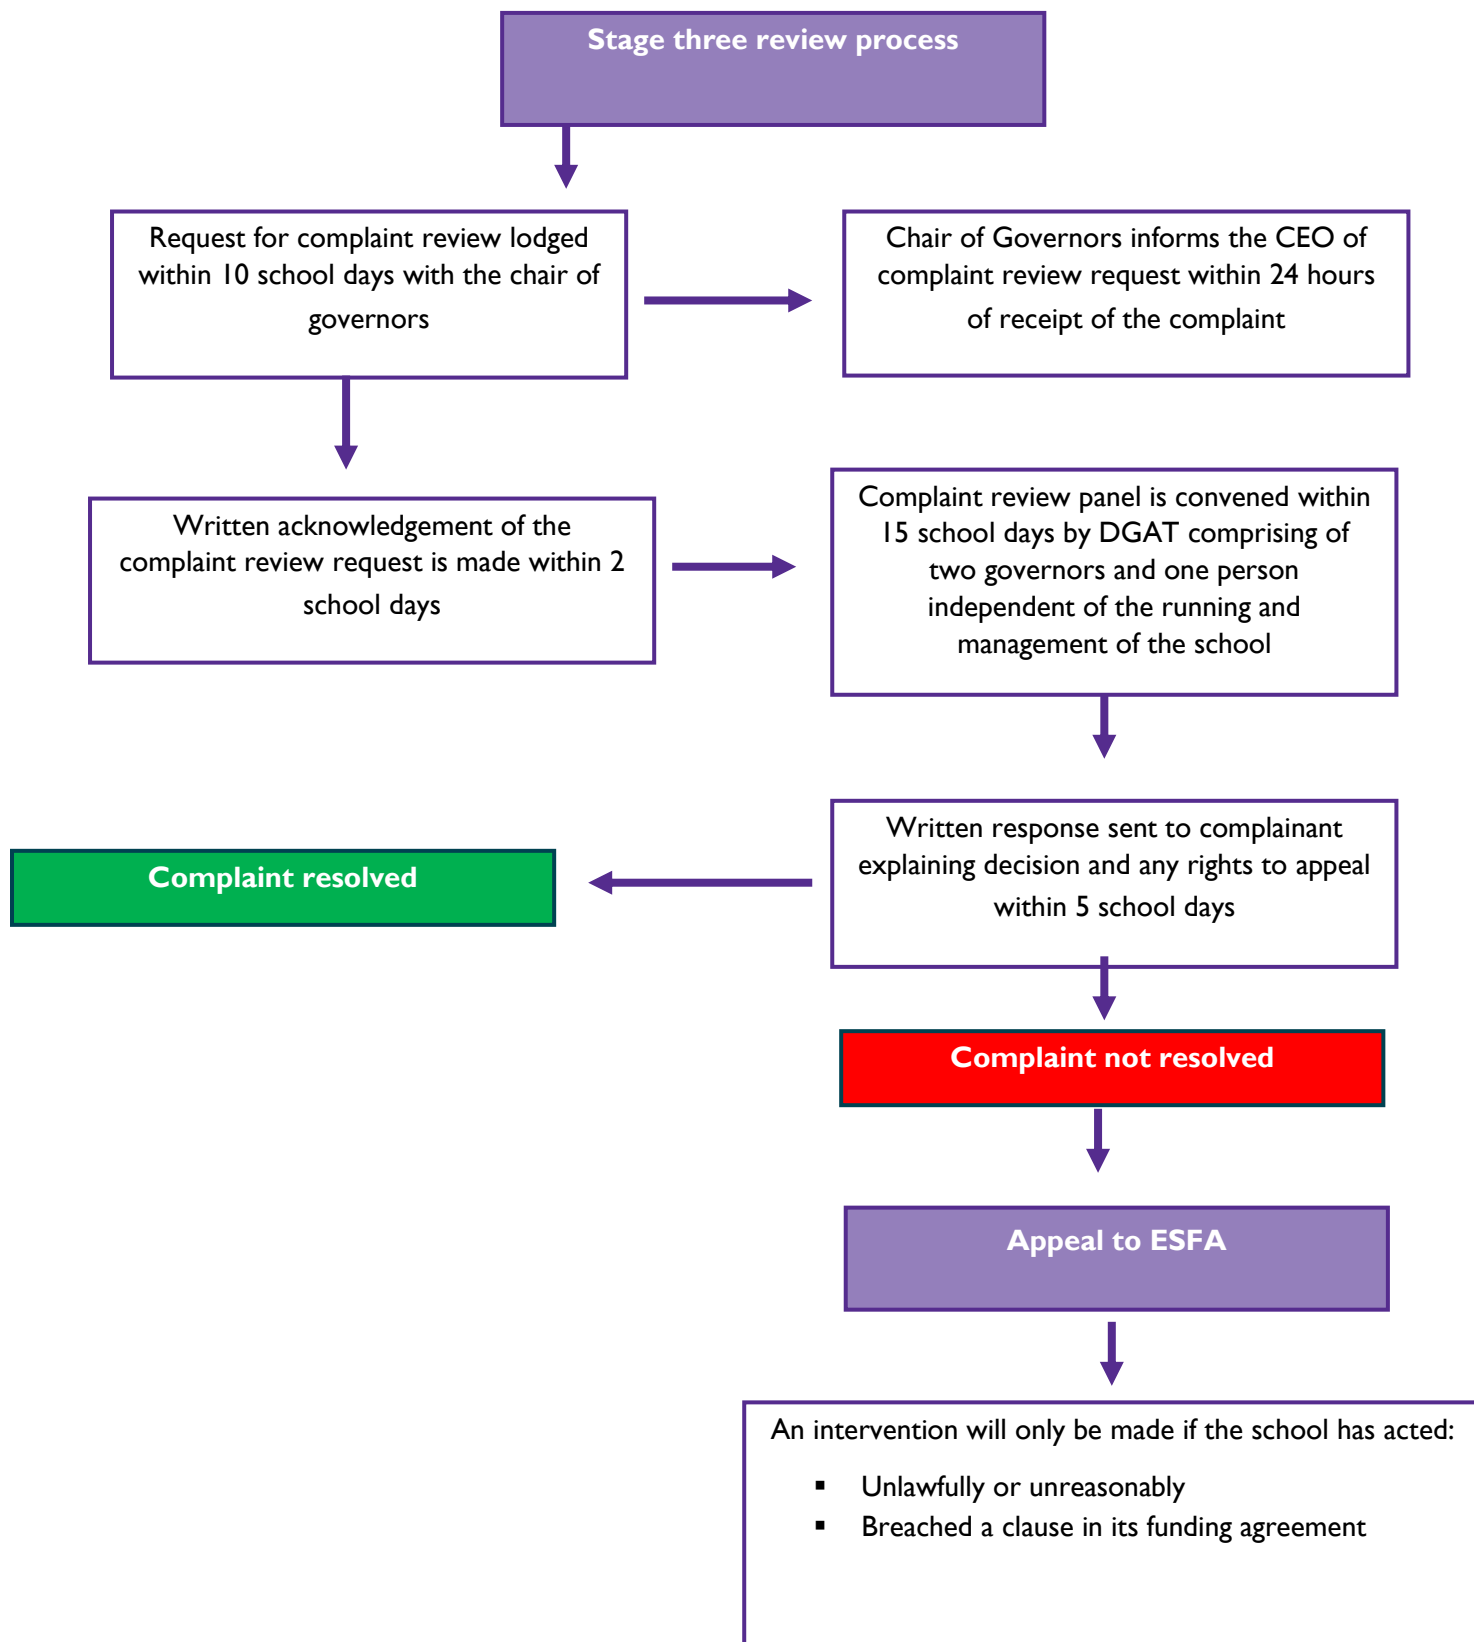 Stage three review process
Request for complaint review lodged
within 10 school days with the chair of
governors
Chair of Governors informs the CEO of
complaint review request within 24 hours
of receipt of the complaint
Written acknowledgement of the
complaint review request is made within 2
school days
Complaint review panel is convened within
15 school days by DGAT comprising of
two governors and one person
independent of the running and
management of the school
Written response sent to complainant
explaining decision and any rights to appeal
within 5 school days
Complaint resolved
Complaint not resolved
Appeal to ESFA
An intervention will only be made if the school has acted:
▪ Unlawfully or unreasonably
▪ Breached a clause in its funding agreement